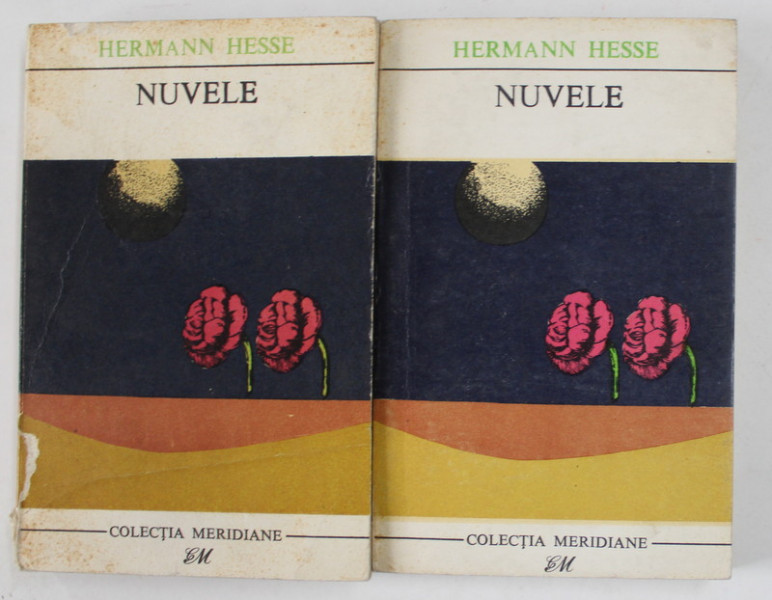 HERMANN HESSE
NUVELE
COLECȚIA MERIDIANE
CM
HERMANN HESSE
NUVELE
COLECȚIA MERIDIANE
CM